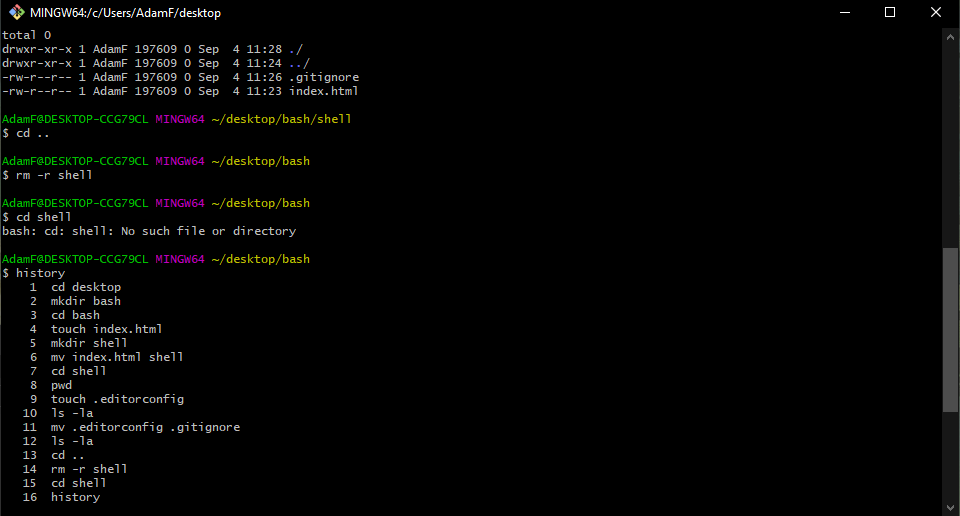 MINGW64:/c/Users/AdamF/desktop
total 0
drwxr-xr-x 1 AdamF 197609 0 Sep  4 11:28 ./
drwxr-xr-x 1 AdamF 197609 0 Sep  4 11:24 ../
-rw-r--r-- 1 AdamF 197609 0 Sep  4 11:26 .gitignore
-rw-r--r-- 1 AdamF 197609 0 Sep  4 11:23 index.html

AdamF@DESKTOP-CCG79CL MINGW64 ~/desktop/bash/shell
$ cd ..

AdamF@DESKTOP-CCG79CL MINGW64 ~/desktop/bash
$ rm -r shell

AdamF@DESKTOP-CCG79CL MINGW64 ~/desktop/bash
$ cd shell
bash: cd: shell: No such file or directory

AdamF@DESKTOP-CCG79CL MINGW64 ~/desktop/bash
$ history
    1  cd desktop
    2  mkdir bash
    3  cd bash
    4  touch index.html
    5  mkdir shell
    6  mv index.html shell
    7  cd shell
    8  pwd
    9  touch .editorconfig
   10  ls -la
   11  mv .editorconfig .gitignore
   12  ls -la
   13  cd ..
   14  rm -r shell
   15  cd shell
   16  history